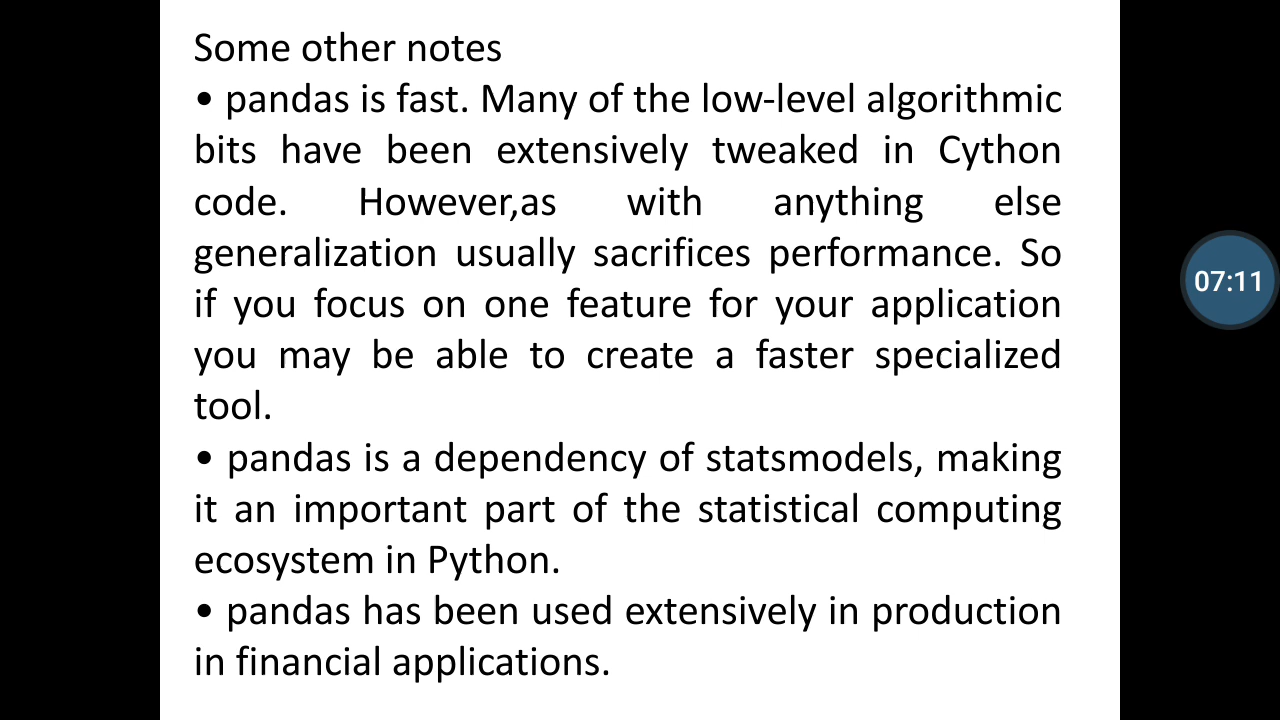 Some other notes
• pandas is fast. Many of the low-level algorithmic
bits have been extensively tweaked in Cython
code. However,as with anything else
generalization usually sacrifices performance. So
if you focus on one feature for your application
you may be able to create a faster specialized
tool.
• pandas is a dependency of statsmodels, making
it an important part of the statistical computing
ecosystem in Python.
• pandas has been used extensively in production
in financial applications.
07:11